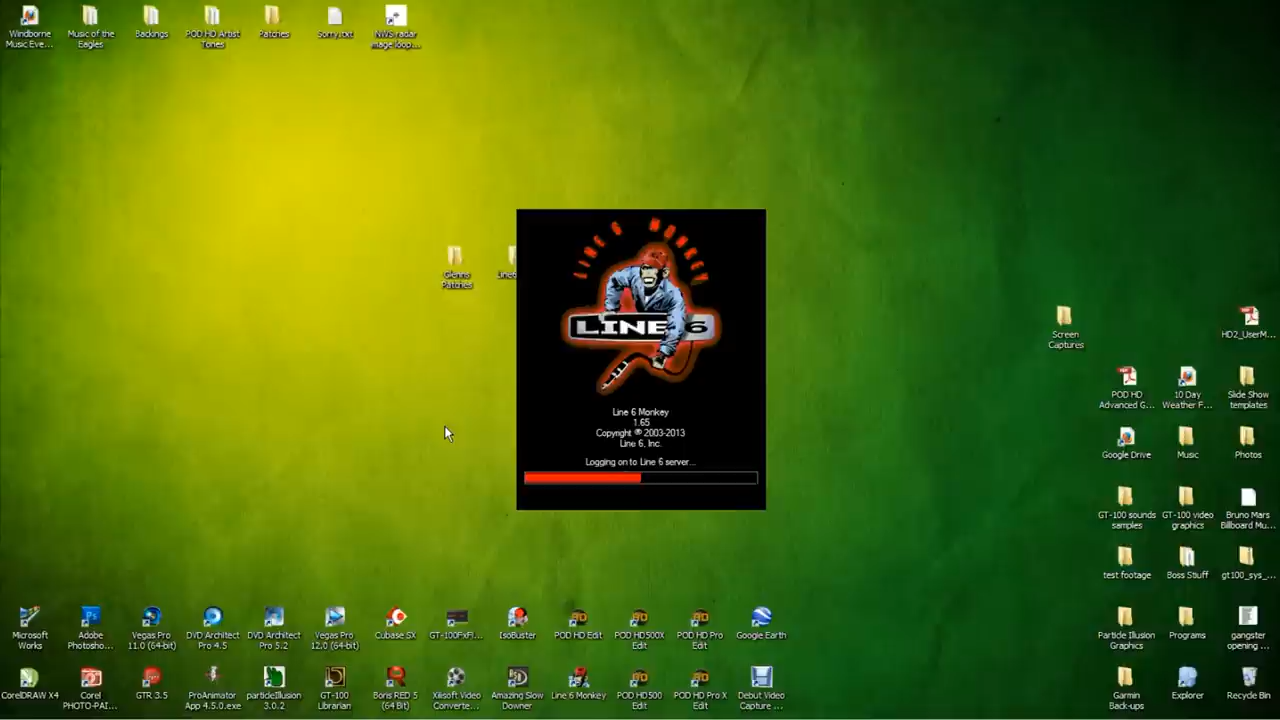 Windborne
Music Eve...
Music of the
Eagles
Backings
POD HD Artist
Tones
Patches
Sorry.txt
NWS radar
mage loop...
LINE 6 MONKEY
LINE 6
Line 6 Monkey
1.65
Copyright ® 2003-2013
Line 6, Inc.
Logging on to Line 6 server...
Glenns
Patches
Line6
Screen
Captures
HD2_UserM...
POD HD
Advanced G...
10 Day
Weather F...
Slide Show
templates
Google Drive
Music
Photos
GT-100 sounds
samples
GT-100 video
graphics
Bruno Mars
Billboard Mu...
test footage
Boss Stuff
gt100_sys_...
Microsoft
Works
Adobe
Photosho...
Vegas Pro
11.0 (64-bit)
DVD Architect
Pro 4.5
DVD Architect
Pro 5.2
Vegas Pro
12.0 (64-bit)
Cubase SX
GT-100FxFl...
IsoBuster
POD HD Edit
POD HD500X
Edit
POD HD Pro
Edit
Google Earth
Particle Illusion
Graphics
Programs
gangster
opening ...
CorelDRAW X4
Corel
PHOTO-PAI...
GTR 3.5
ProAnimator
App 4.5.0.exe
particleIllusion
3.0.2
GT-100
Librarian
Boris RED 5
(64 Bit)
Xilisoft Video
Converte...
Amazing Slow
Downer
Line 6 Monkey
POD HD500
Edit
POD HD Pro X
Edit
Debut Video
Capture ...
Garmin
Back-ups
Explorer
Recycle Bin